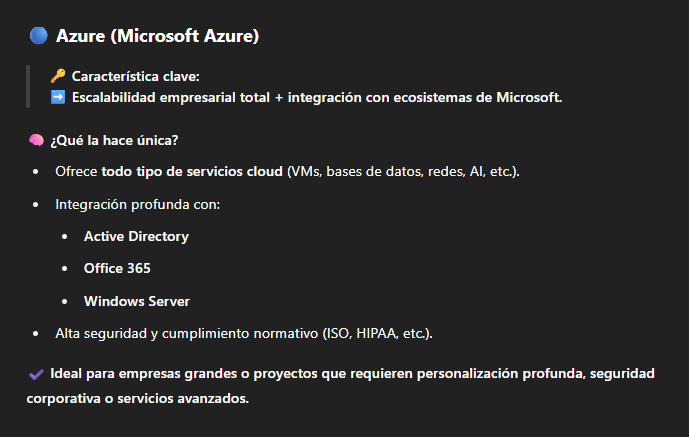 Azure (Microsoft Azure)
🔑 Característica clave:
➡️ Escalabilidad empresarial total + integración con ecosistemas de Microsoft.
🧠 ¿Qué la hace única?
• Ofrece todo tipo de servicios cloud (VMs, bases de datos, redes, AI, etc.).
• Integración profunda con:
• Active Directory
• Office 365
• Windows Server
• Alta seguridad y cumplimiento normativo (ISO, HIPAA, etc.).
✔ Ideal para empresas grandes o proyectos que requieren personalización profunda, seguridad
corporativa o servicios avanzados.